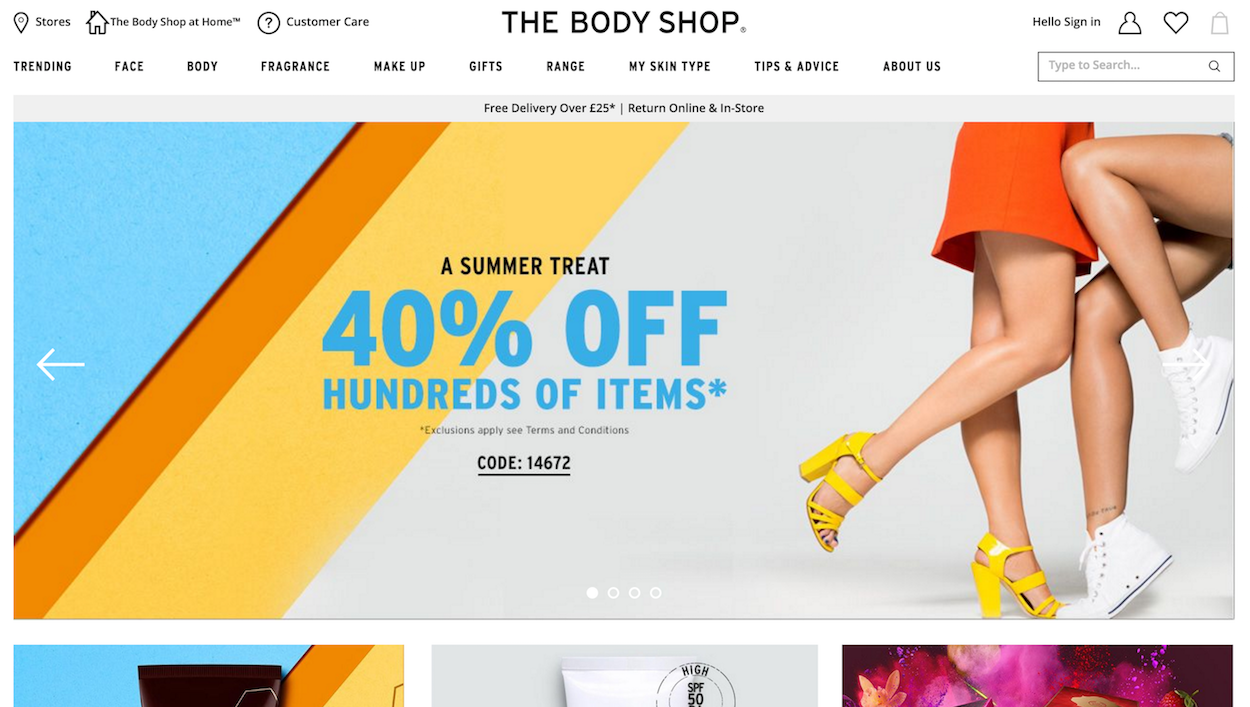 Stores
The Body Shop at Home™
Customer Care
THE BODY SHOP®
Hello Sign in
TRENDING
FACE
BODY
FRAGRANCE
MAKE UP
GIFTS
RANGE
MY SKIN TYPE
TIPS & ADVICE
ABOUT US
Type to Search...
Free Delivery Over £25* | Return Online & In-Store
A SUMMER TREAT
40% OFF
HUNDREDS OF ITEMS*
*Exclusions apply see Terms and Conditions
CODE: 14672
HIGH
SPF
50